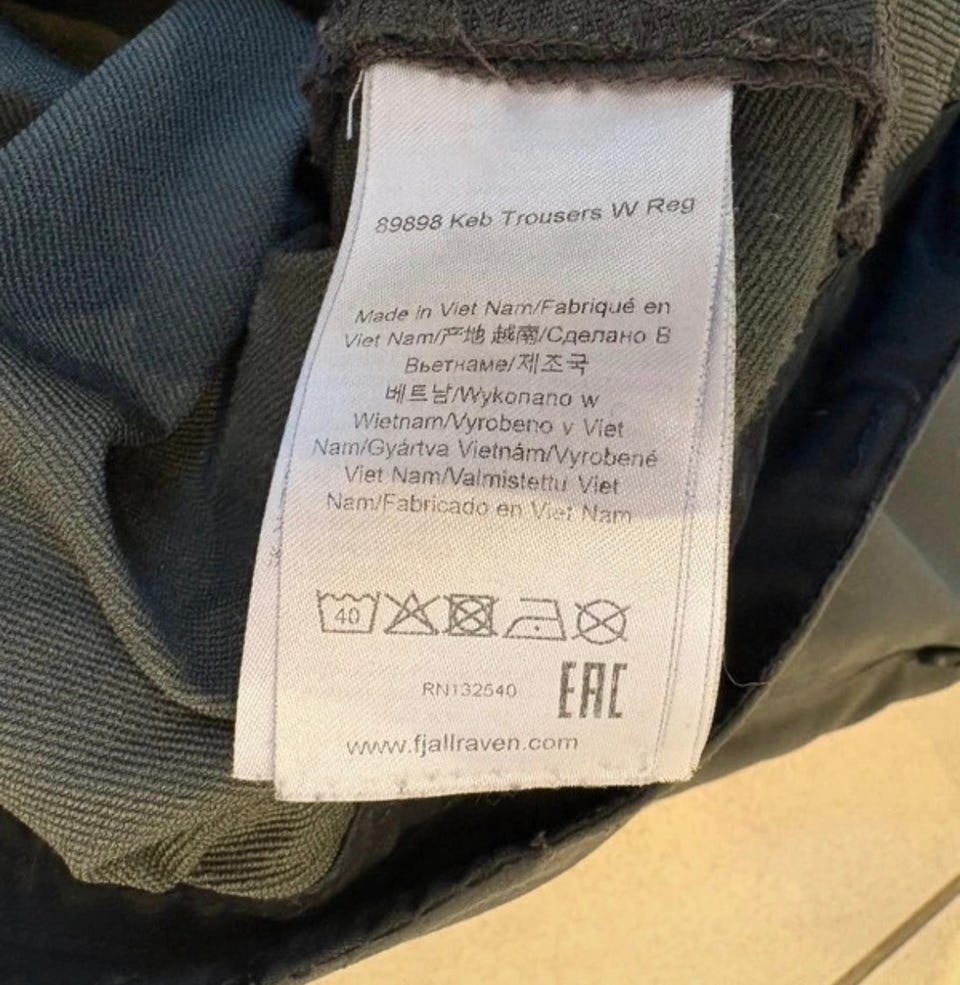 89898 Keb Trousers W Reg
Made in Viet Nam/Fabriqué en
Viet Nam/产地 越南/Сделано В
Вьетнаме/제조국
베트남/Wykonano w
Wietnam/Vyrobeno v Viet
Nam/Gyártva Vietnám/Vyrobené
Viet Nam/Valmistettu Viet
Nam/Fabricado en Viet Nam
40
RN132540
EAC
www.fjallraven.com